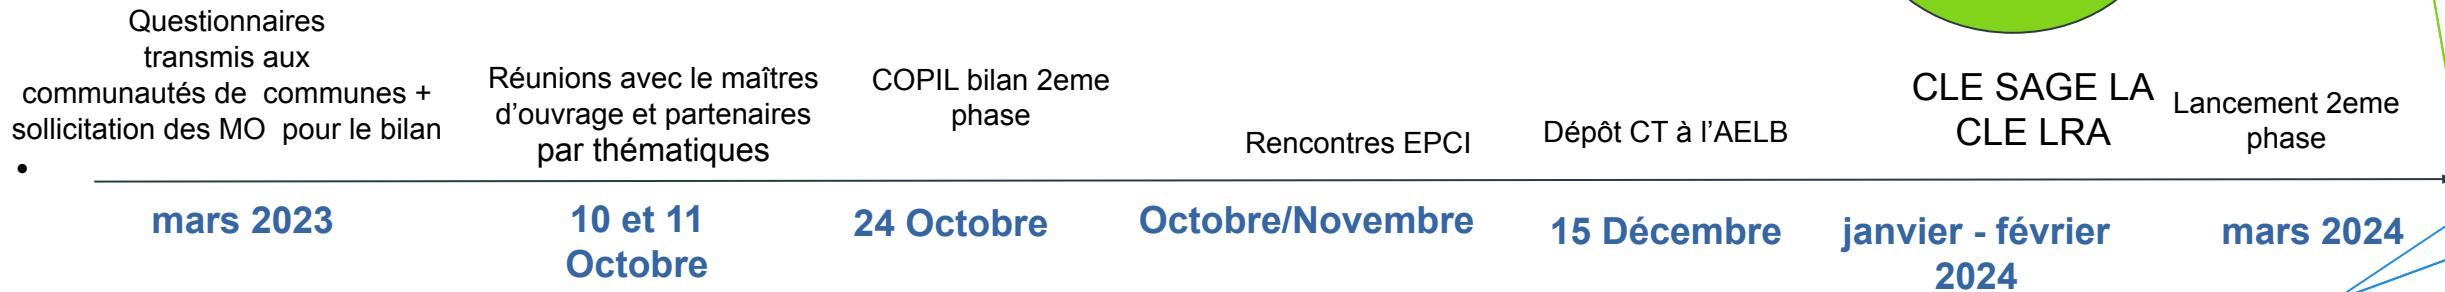 Questionnaires
transmis aux
communautés de communes +
sollicitation des MO pour le bilan
•
mars 2023
Réunions avec le maîtres
d'ouvrage et partenaires
par thématiques
10 et 11
Octobre
COPIL bilan 2eme
phase
24 Octobre
Rencontres EPCI
Octobre/Novembre
Dépôt CT à l'AELB
15 Décembre
CLE SAGE LA
CLE LRA
janvier - février
2024
Lancement 2eme
phase
mars 2024